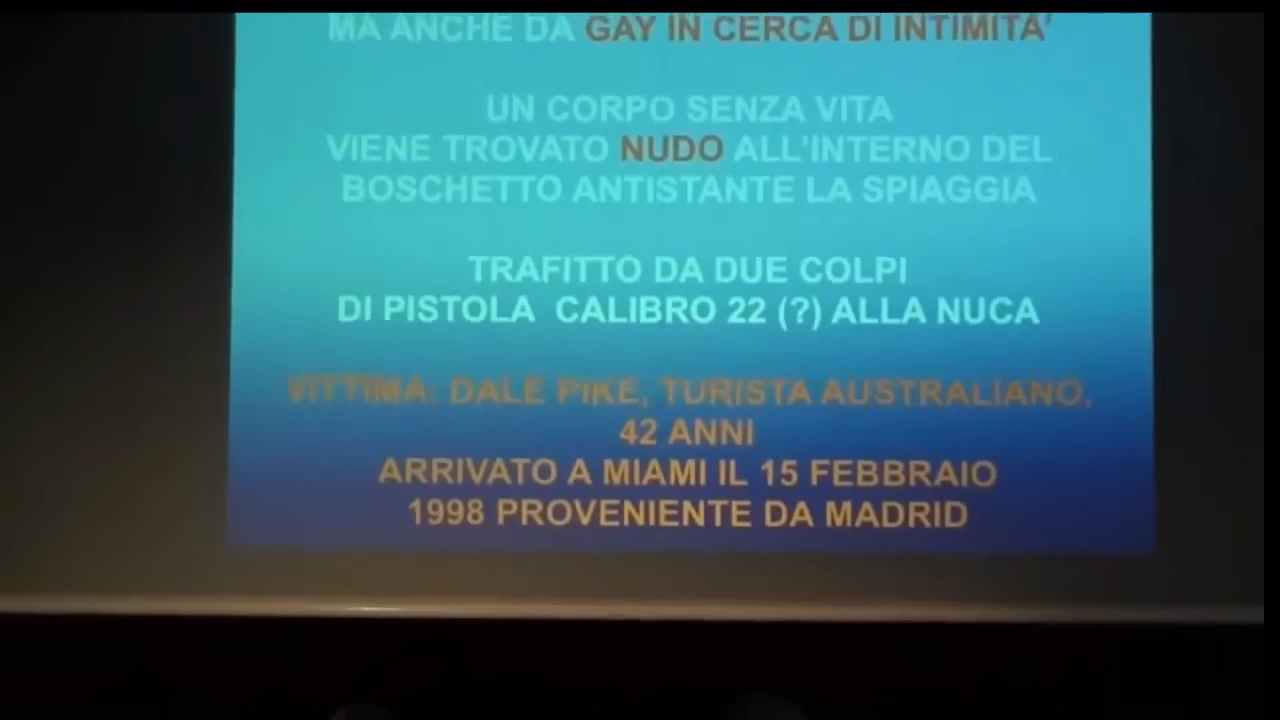 MA ANCHE DA GAY IN CERCA DI INTIMITA'
UN CORPO SENZA VITA
VIENE TROVATO NUDO ALL'INTERNO DEL
BOSCHETTO ANTISTANTE LA SPIAGGIA
TRAFITTO DA DUE COLPI
DI PISTOLA CALIBRO 22 (?) ALLA NUCA
VITTIMA: DALE PIKE, TURISTA AUSTRALIANO,
42 ANNI
ARRIVATO A MIAMI IL 15 FEBBRAIO
1998 PROVENIENTE DA MADRID